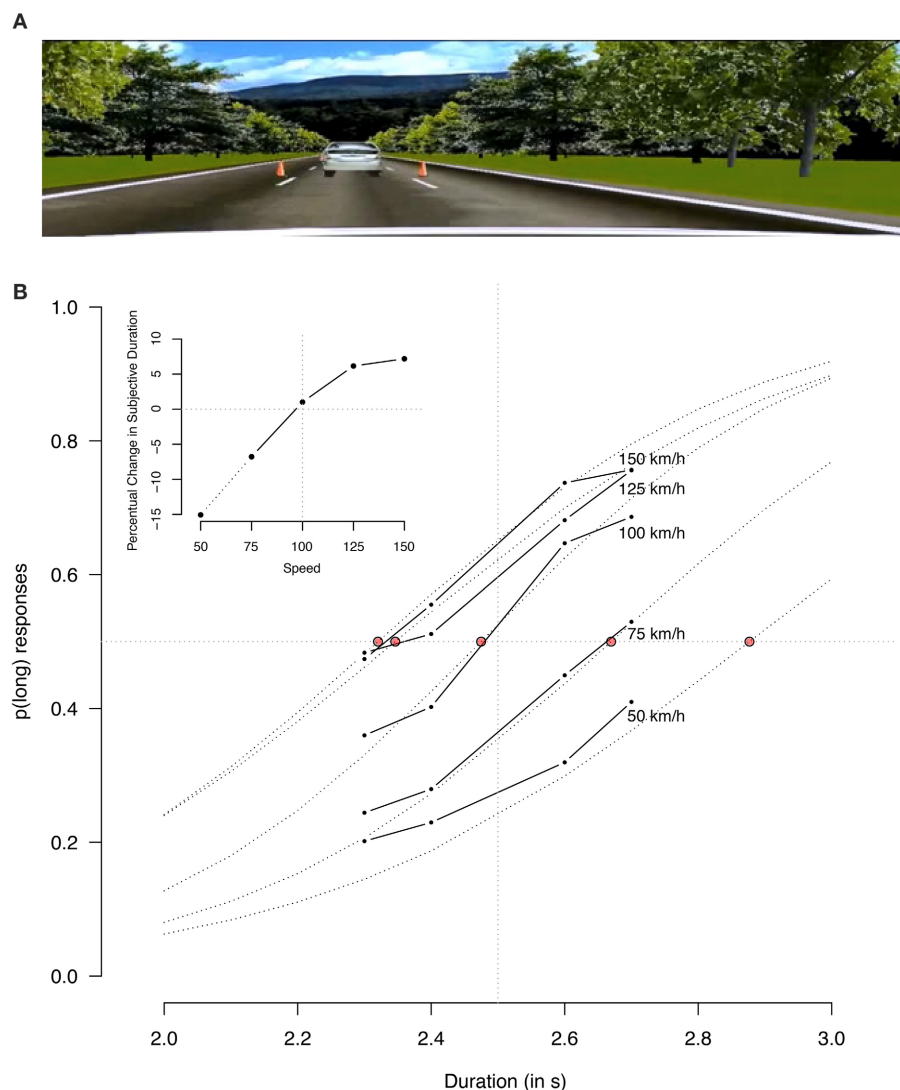 A
B
1.0
0.8
0.6
0.4
0.2
0.0
p(long) responses
2.0 2.2 2.4 2.6 2.8 3.0
Duration (in s)
Percentual Change in Subjective Duration
10
5
0
−5
−10
−15
50 75 100 125 150
Speed
150 km/h
125 km/h
100 km/h
75 km/h
50 km/h